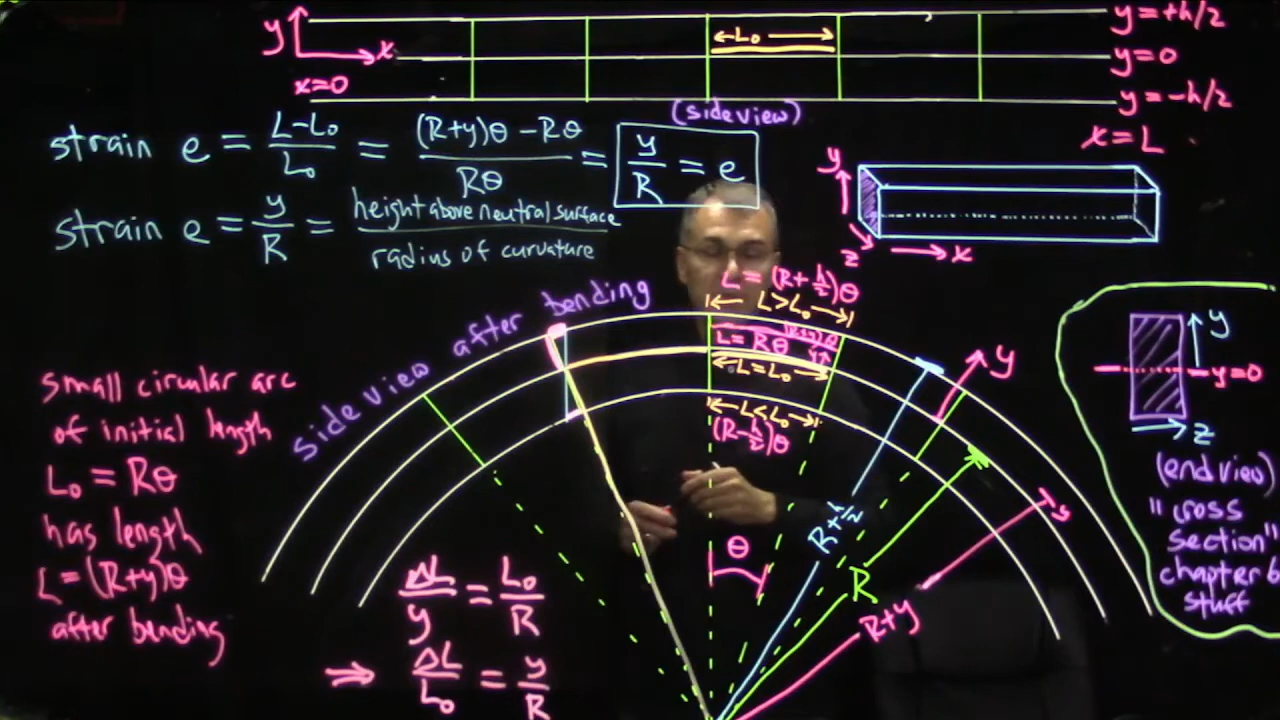 y
x
x=0
←L₀→
y=+h/2
y=0
y=-h/2
x=L
(side view)
strain e = (L-L₀)/L₀ = ((R+y)θ - Rθ)/(Rθ) = y/R = e
strain e = y/R = height above neutral surface / radius of curvature
y
z
x
side view after bending
L = (R+h/2)θ
← L>L₀ →
L = Rθ
(R+y)θ
←L=L₀→
←L<L₀→
(R-h/2)θ
y
θ
R+h/2
R
R+y
y
small circular arc
of initial length
L₀ = Rθ
has length
L=(R+y)θ
after bending
ΔL/y = L₀/R
⇒ ΔL/L₀ = y/R
y
y=0
z
(end view)
"cross
section"
chapter 6
stuff